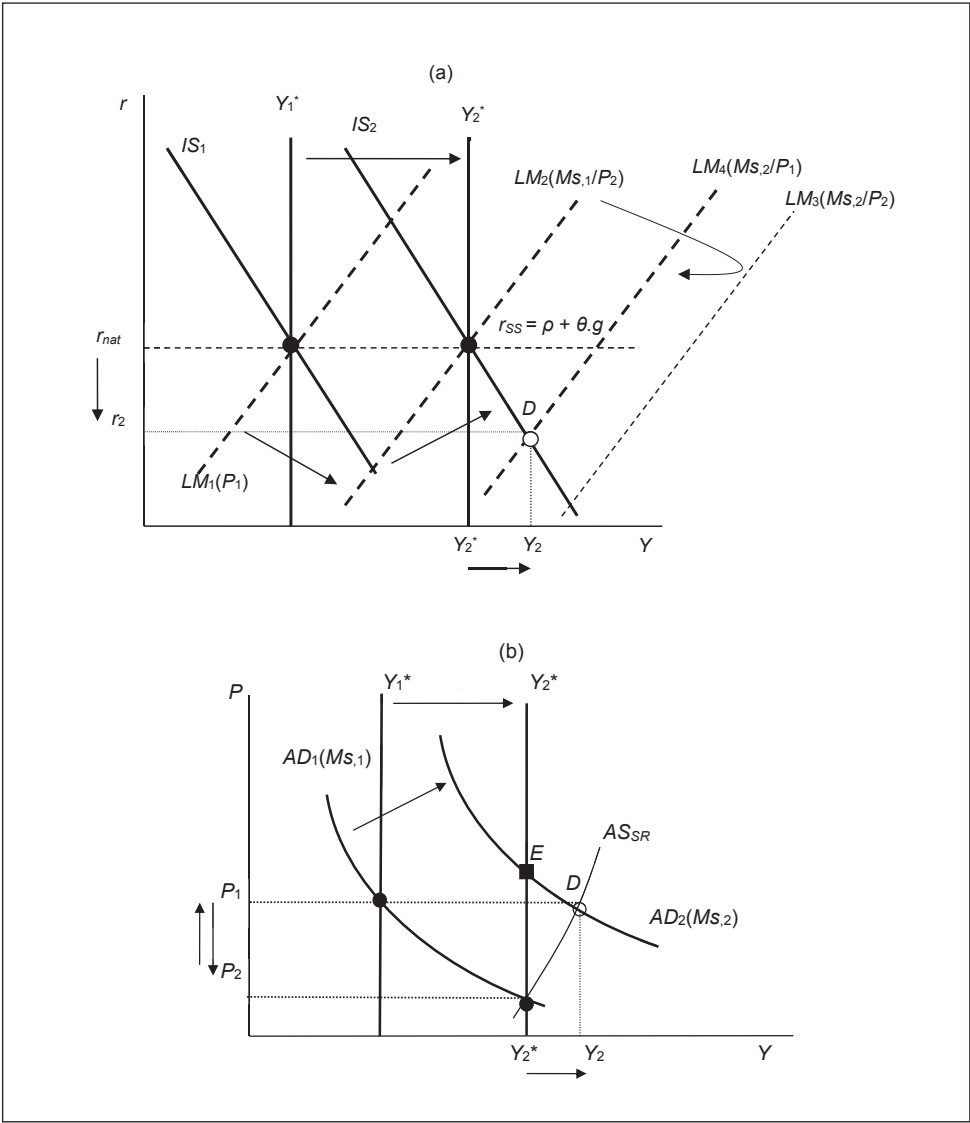 (a)
r
Y1*
Y2*
IS1
IS2
LM2(Ms,1/P2)
LM4(Ms,2/P1)
LM3(Ms,2/P2)
rnat
rSS = ρ + θ.g
r2
D
LM1(P1)
Y2*
Y2
Y
(b)
P
Y1*
Y2*
AD1(Ms,1)
ASSR
E
D
P1
AD2(Ms,2)
P2
Y2*
Y2
Y